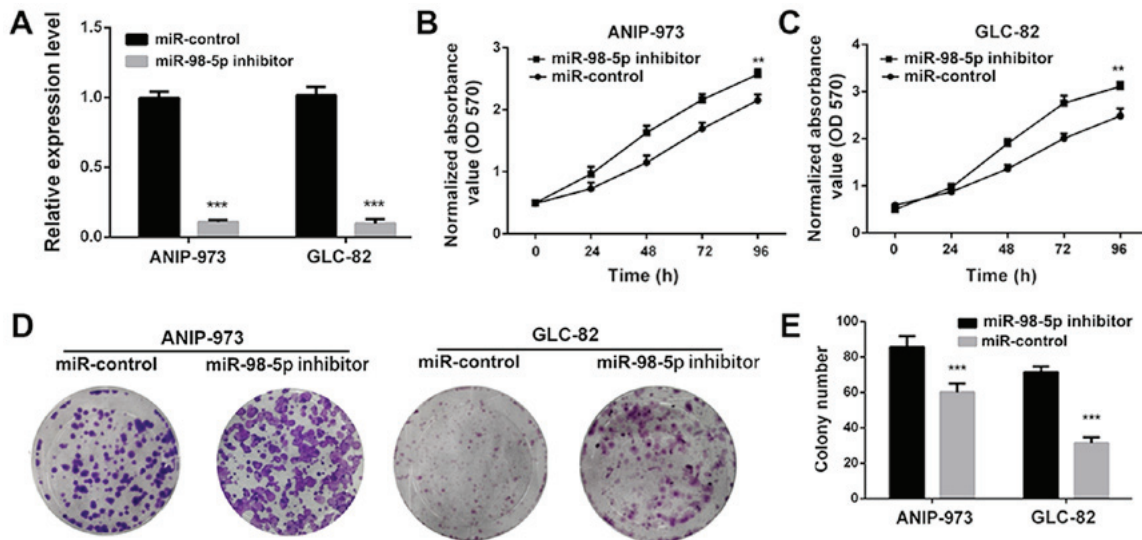 A
Relative expression level
1.5
1.0
0.5
0.0
miR-control
miR-98-5p inhibitor
***
***
ANIP-973
GLC-82
B
ANIP-973
Normalized absorbance
value (OD 570)
3
2
1
0
miR-98-5p inhibitor
miR-control
**
0 24 48 72 96
Time (h)
C
GLC-82
Normalized absorbance
value (OD 570)
4
3
2
1
0
miR-98-5p inhibitor
miR-control
**
0 24 48 72 96
Time (h)
D
ANIP-973
miR-control miR-98-5p inhibitor
GLC-82
miR-control miR-98-5p inhibitor
E
Colony number
100
80
60
40
20
0
miR-98-5p inhibitor
miR-control
***
***
ANIP-973
GLC-82